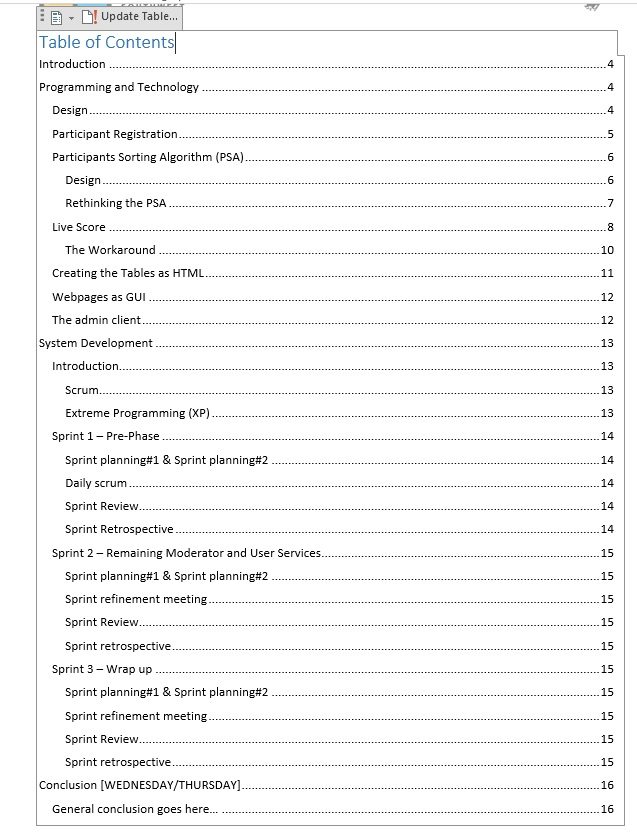 Update Table...
Table of Contents
Introduction ........ 4
Programming and Technology ........ 4
Design ........ 4
Participant Registration ........ 5
Participants Sorting Algorithm (PSA) ........ 6
Design ........ 6
Rethinking the PSA ........ 7
Live Score ........ 8
The Workaround ........ 10
Creating the Tables as HTML ........ 11
Webpages as GUI ........ 12
The admin client ........ 12
System Development ........ 13
Introduction ........ 13
Scrum ........ 13
Extreme Programming (XP) ........ 13
Sprint 1 – Pre-Phase ........ 14
Sprint planning#1 & Sprint planning#2 ........ 14
Daily scrum ........ 14
Sprint Review ........ 14
Sprint Retrospective ........ 14
Sprint 2 – Remaining Moderator and User Services ........ 15
Sprint planning#1 & Sprint planning#2 ........ 15
Sprint refinement meeting ........ 15
Sprint Review ........ 15
Sprint retrospective ........ 15
Sprint 3 – Wrap up ........ 15
Sprint planning#1 & Sprint planning#2 ........ 15
Sprint refinement meeting ........ 15
Sprint Review ........ 15
Sprint retrospective ........ 15
Conclusion [WEDNESDAY/THURSDAY] ........ 16
General conclusion goes here... ........ 16